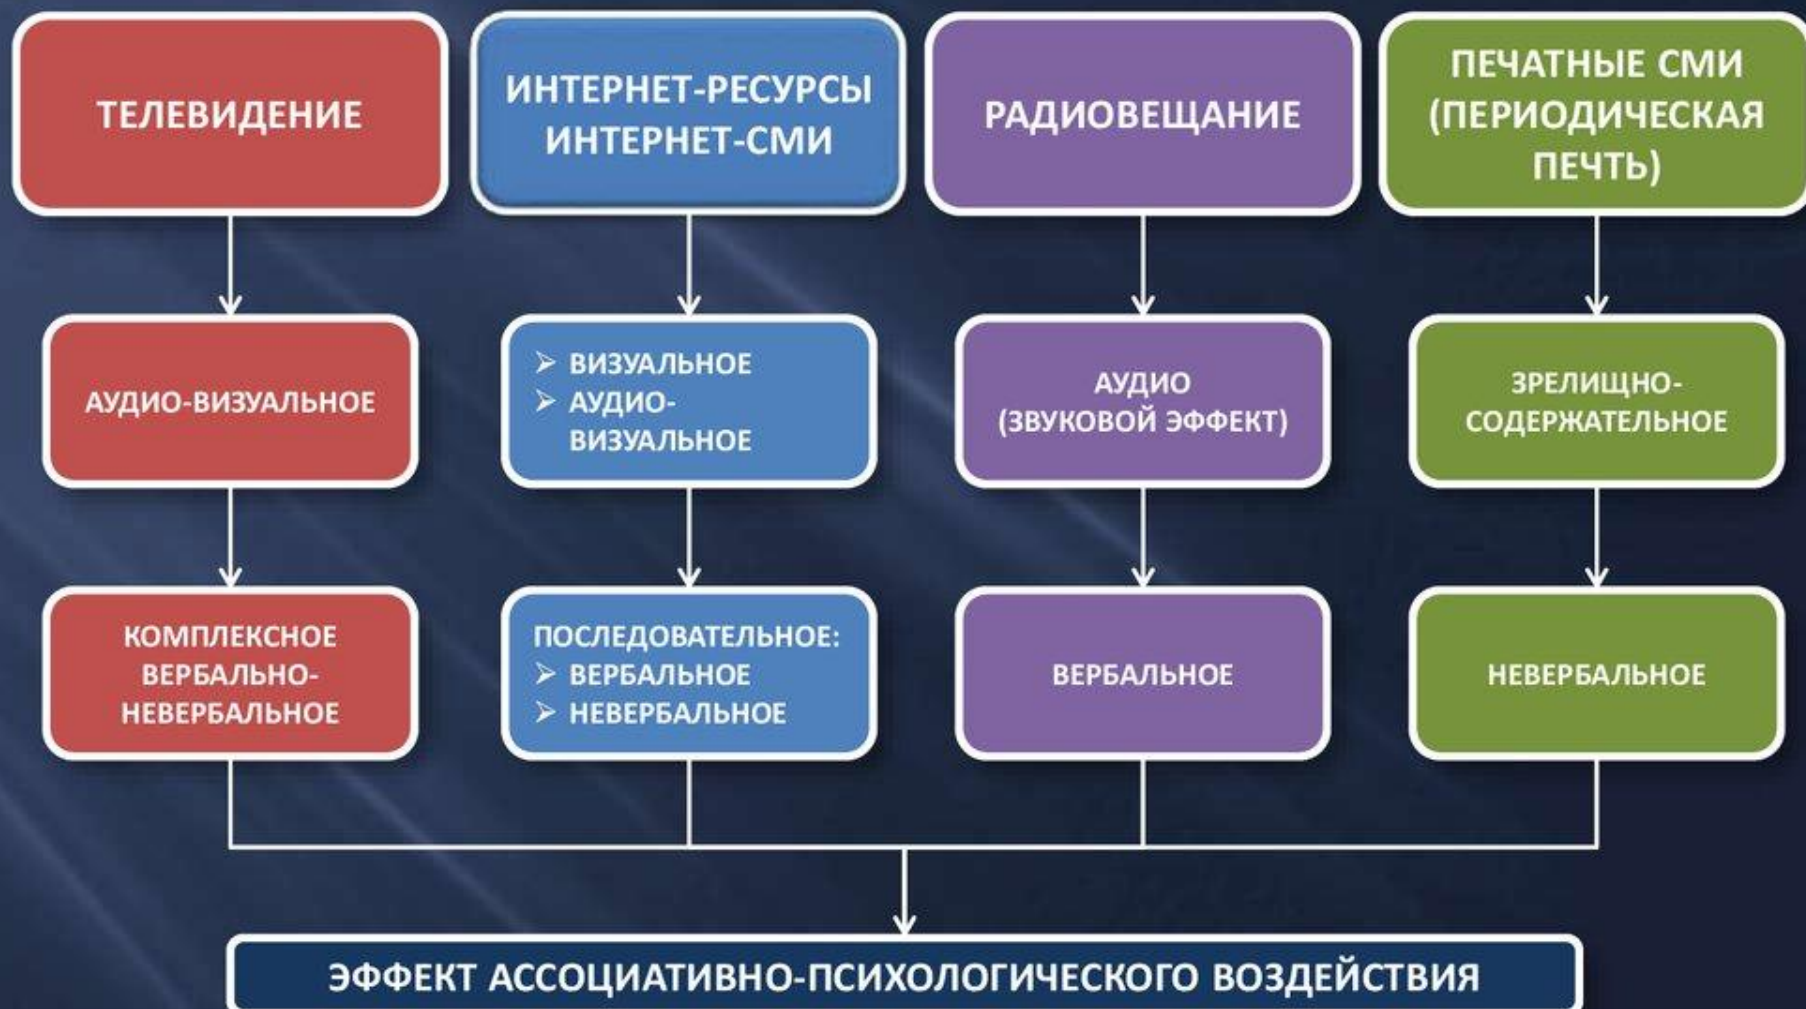 ТЕЛЕВИДЕНИЕ
ИНТЕРНЕТ-РЕСУРСЫ
ИНТЕРНЕТ-СМИ
РАДИОВЕЩАНИЕ
ПЕЧАТНЫЕ СМИ
(ПЕРИОДИЧЕСКАЯ
ПЕЧТЬ)
АУДИО-ВИЗУАЛЬНОЕ
➢ ВИЗУАЛЬНОЕ
➢ АУДИО-
ВИЗУАЛЬНОЕ
АУДИО
(ЗВУКОВОЙ ЭФФЕКТ)
ЗРЕЛИЩНО-
СОДЕРЖАТЕЛЬНОЕ
КОМПЛЕКСНОЕ
ВЕРБАЛЬНО-
НЕВЕРБАЛЬНОЕ
ПОСЛЕДОВАТЕЛЬНОЕ:
➢ ВЕРБАЛЬНОЕ
➢ НЕВЕРБАЛЬНОЕ
ВЕРБАЛЬНОЕ
НЕВЕРБАЛЬНОЕ
ЭФФЕКТ АССОЦИАТИВНО-ПСИХОЛОГИЧЕСКОГО ВОЗДЕЙСТВИЯ